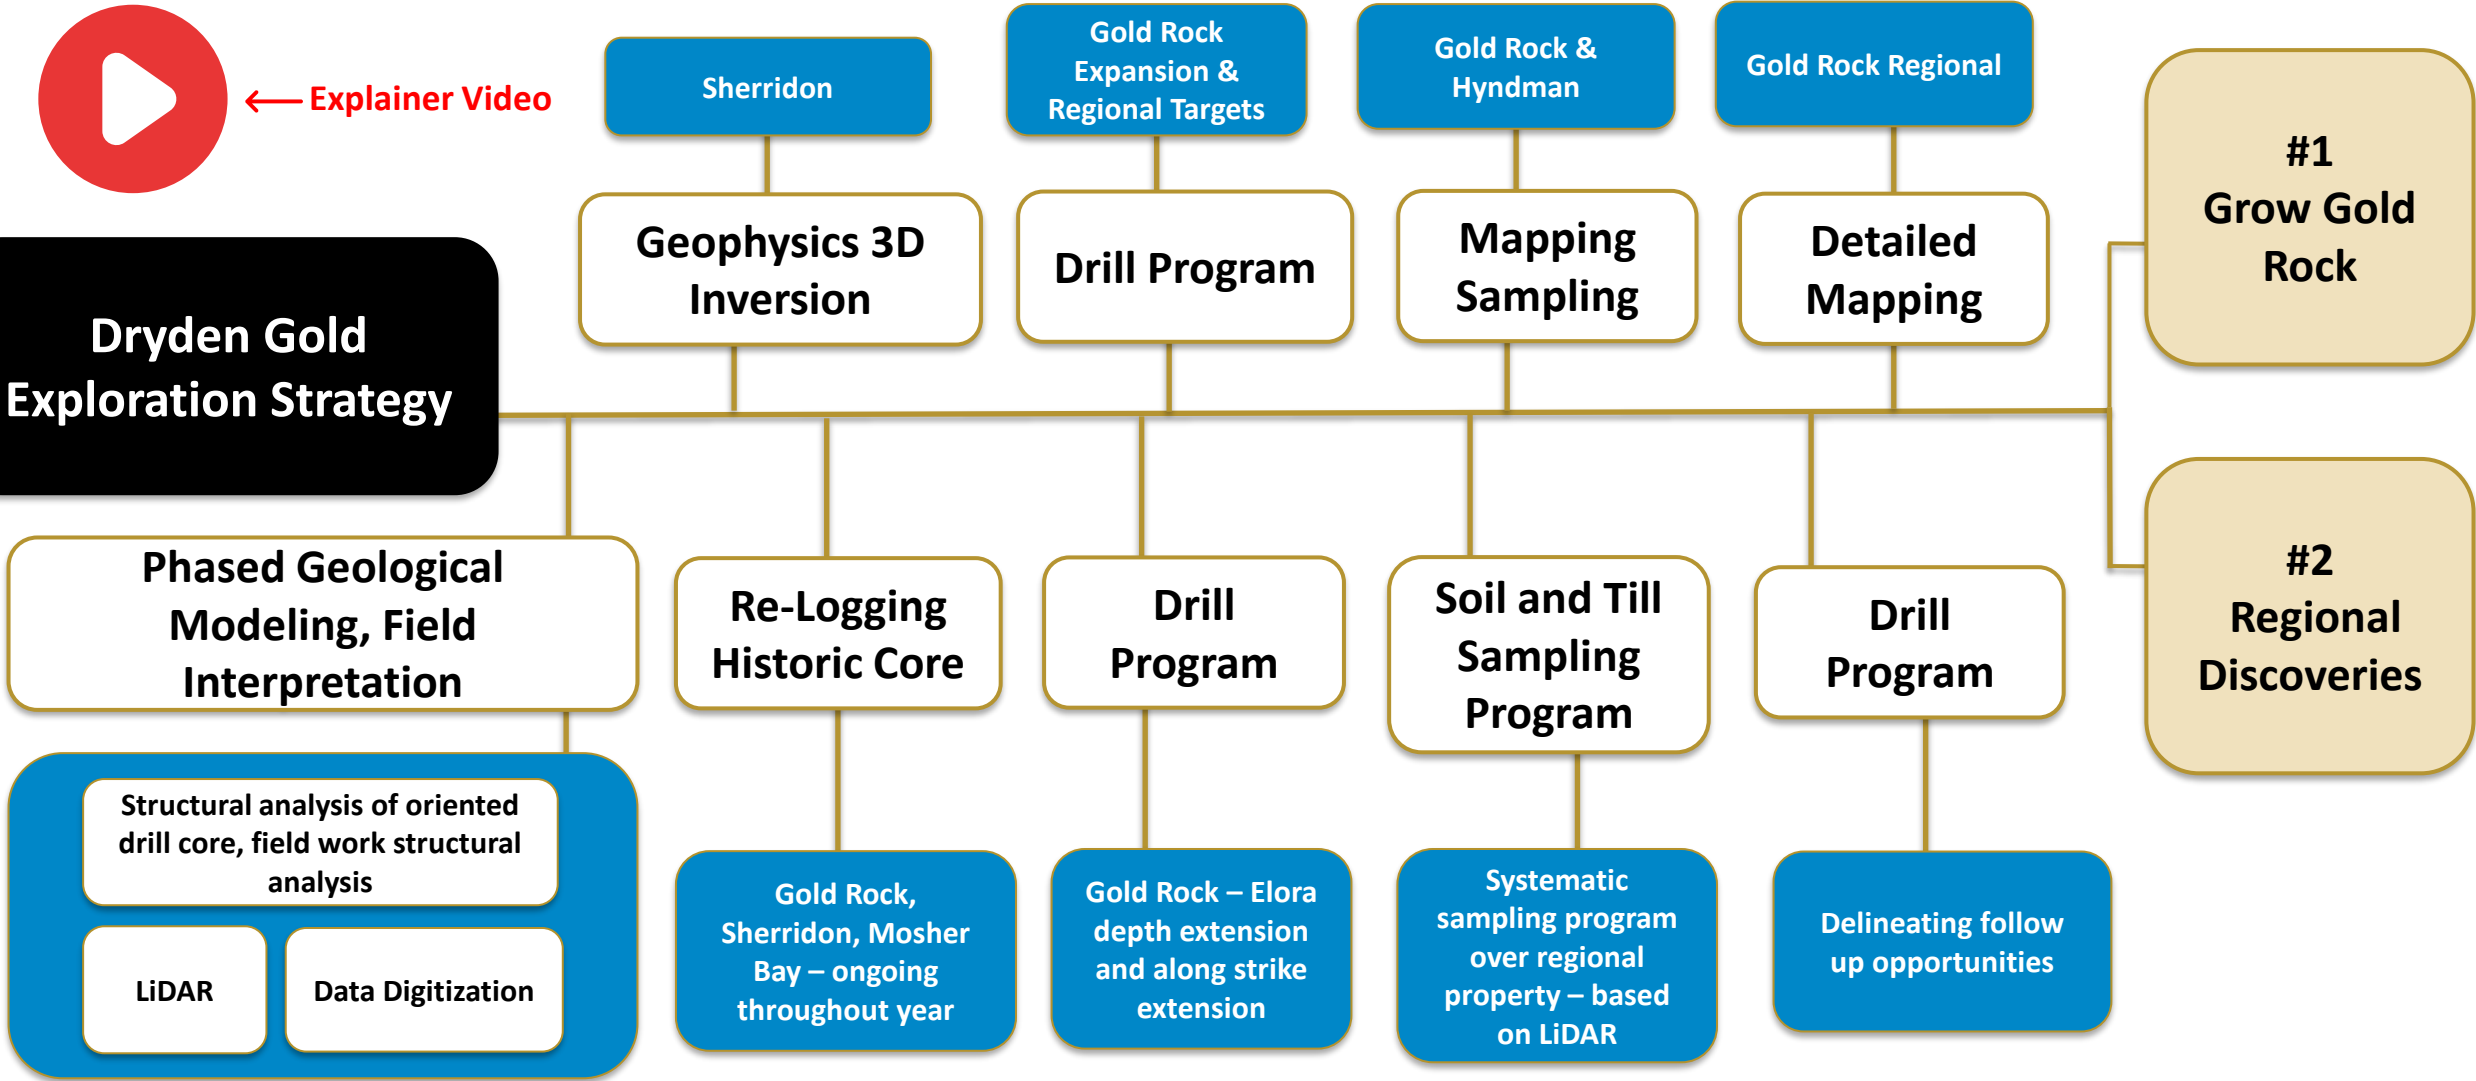 Explainer Video
Sherridon
Gold Rock
Expansion &
Regional Targets
Gold Rock &
Hyndman
Gold Rock Regional
Geophysics 3D
Inversion
Drill Program
Mapping
Sampling
Detailed
Mapping
#1
Grow Gold
Rock
Dryden Gold
Exploration Strategy
Phased Geological
Modeling, Field
Interpretation
Re-Logging
Historic Core
Drill
Program
Soil and Till
Sampling
Program
Drill
Program
#2
Regional
Discoveries
Structural analysis of oriented
drill core, field work structural
analysis
LiDAR
Data Digitization
Gold Rock,
Sherridon, Mosher
Bay – ongoing
throughout year
Gold Rock – Elora
depth extension
and along strike
extension
Systematic
sampling program
over regional
property – based
on LiDAR
Delineating follow
up opportunities